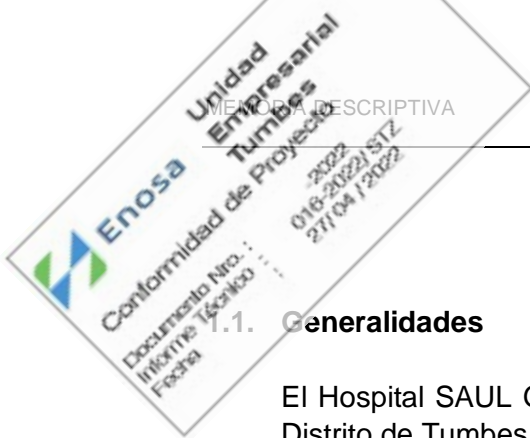 MEMORIA DESCRIPTIVA
Enosa
Unidad
Empresarial
Tumbes
Conformidad de Proyecto
Documento Nro. : -2022
Informe Técnico : 016-2022/ STZ
Fecha : 27/ 04 / 2022
1.1. Generalidades
El Hospital SAUL
Distrito de Tumbes